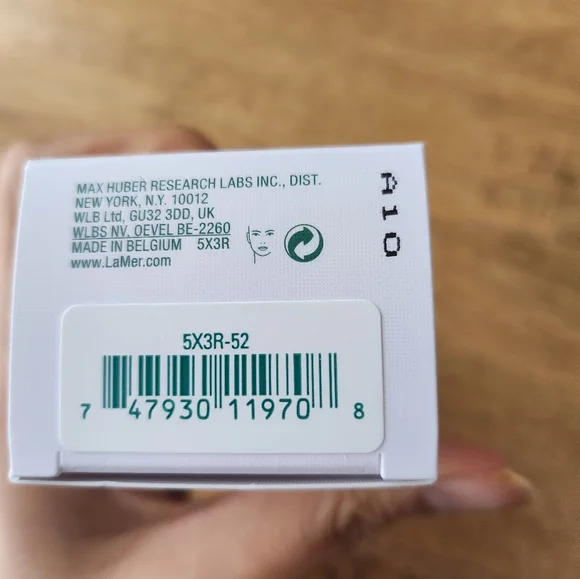 MAX HUBER RESEARCH LABS INC., DIST.
NEW YORK, N.Y. 10012
WLB Ltd, GU32 3DD, UK
WLBS NV, OEVEL BE-2260
MADE IN BELGIUM 5X3R
www.LaMer.com
A10
5X3R-52
7 47930 11970 8